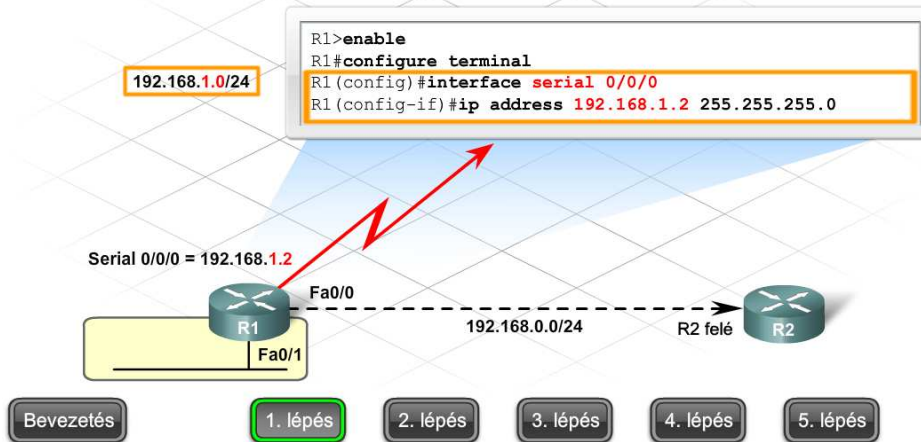 R1>enable
R1#configure terminal
192.168.1.0/24
R1(config)#interface serial 0/0/0
R1(config-if)#ip address 192.168.1.2 255.255.255.0
Serial 0/0/0 = 192.168.1.2
Fa0/0
R1
192.168.0.0/24
R2 felé
R2
Fa0/1
Bevezetés
1. lépés
2. lépés
3. lépés
4. lépés
5. lépés